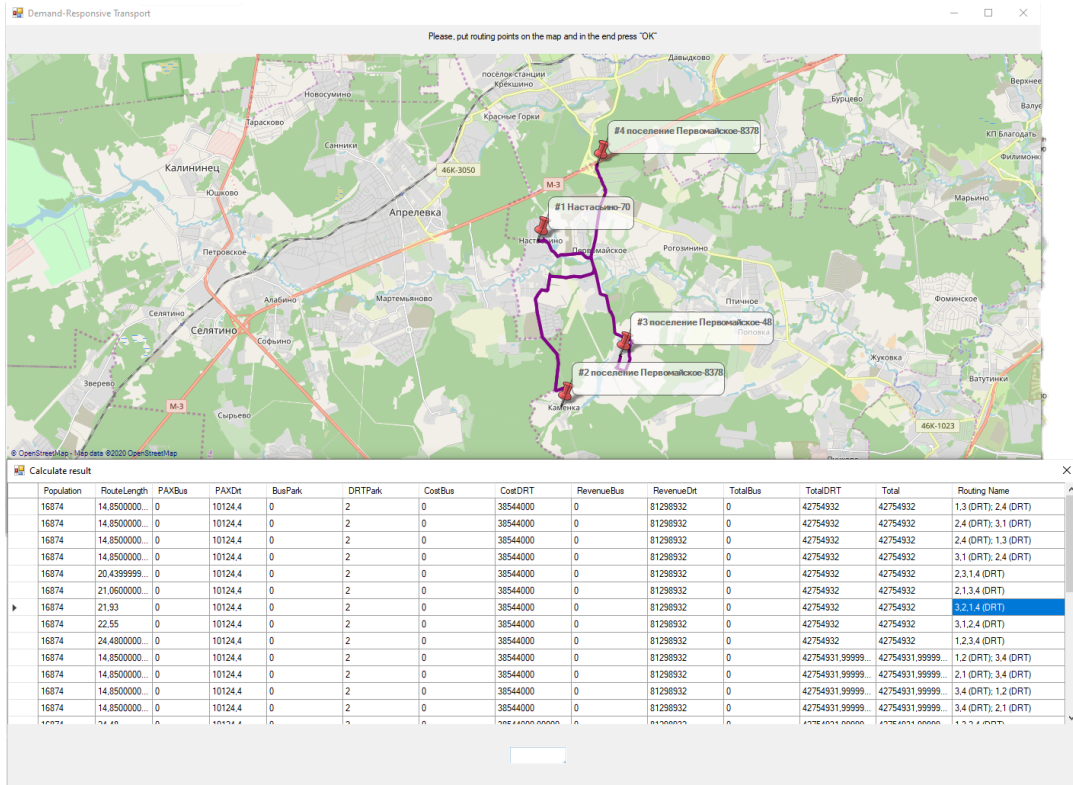 Demand-Responsive Transport
Please, put routing points on the map and in the end press "OK"
Давыдково
посёлок станции
Крёкшино
Верхнее
Новосумино
Бурцево
Валуе
Красные Горки
Тарасково
#4 поселение Первомайское-8378
КП Благодать
Санники
Филимонк
Калининец
46К-3050
М-3
Юшково
Марьино
#1 Настасьино-70
Апрелевка
Петровское
Первомайское
Рогозинино
Алабино
Мартемьяново
Птичное
Фоминское
Селятино
#3 поселение Первомайское-48
Селятино
Поповка
Софьино
Жуковка
Зверево
#2 поселение Первомайское-8378
Ватутинки
М-3
Каменка
Сырьево
46К-1023
© OpenStreetMap - Map data ©2020 OpenStreetMap
Calculate result
Population RouteLength PAXBus PAXDrt BusPark DRTPark CostBus CostDRT RevenueBus RevenueDrt TotalBus TotalDRT Total Routing Name
16874 14,8500000... 0 10124,4 0 2 0 38544000 0 81298932 0 42754932 42754932 1,3 (DRT); 2,4 (DRT)
16874 14,8500000... 0 10124,4 0 2 0 38544000 0 81298932 0 42754932 42754932 2,4 (DRT); 3,1 (DRT)
16874 14,8500000... 0 10124,4 0 2 0 38544000 0 81298932 0 42754932 42754932 2,4 (DRT); 1,3 (DRT)
16874 14,8500000... 0 10124,4 0 2 0 38544000 0 81298932 0 42754932 42754932 3,1 (DRT); 2,4 (DRT)
16874 20,4399999... 0 10124,4 0 2 0 38544000 0 81298932 0 42754932 42754932 2,3,1,4 (DRT)
16874 21,0600000... 0 10124,4 0 2 0 38544000 0 81298932 0 42754932 42754932 2,1,3,4 (DRT)
16874 21,93 0 10124,4 0 2 0 38544000 0 81298932 0 42754932 42754932 3,2,1,4 (DRT)
16874 22,55 0 10124,4 0 2 0 38544000 0 81298932 0 42754932 42754932 3,1,2,4 (DRT)
16874 24,4800000... 0 10124,4 0 2 0 38544000 0 81298932 0 42754932 42754932 1,2,3,4 (DRT)
16874 14,8500000... 0 10124,4 0 2 0 38544000 0 81298932 0 42754931,99999... 42754931,99999... 1,2 (DRT); 3,4 (DRT)
16874 14,8500000... 0 10124,4 0 2 0 38544000 0 81298932 0 42754931,99999... 42754931,99999... 2,1 (DRT); 3,4 (DRT)
16874 14,8500000... 0 10124,4 0 2 0 38544000 0 81298932 0 42754931,99999... 42754931,99999... 3,4 (DRT); 1,2 (DRT)
16874 14,8500000... 0 10124,4 0 2 0 38544000 0 81298932 0 42754931,99999... 42754931,99999... 3,4 (DRT); 2,1 (DRT)